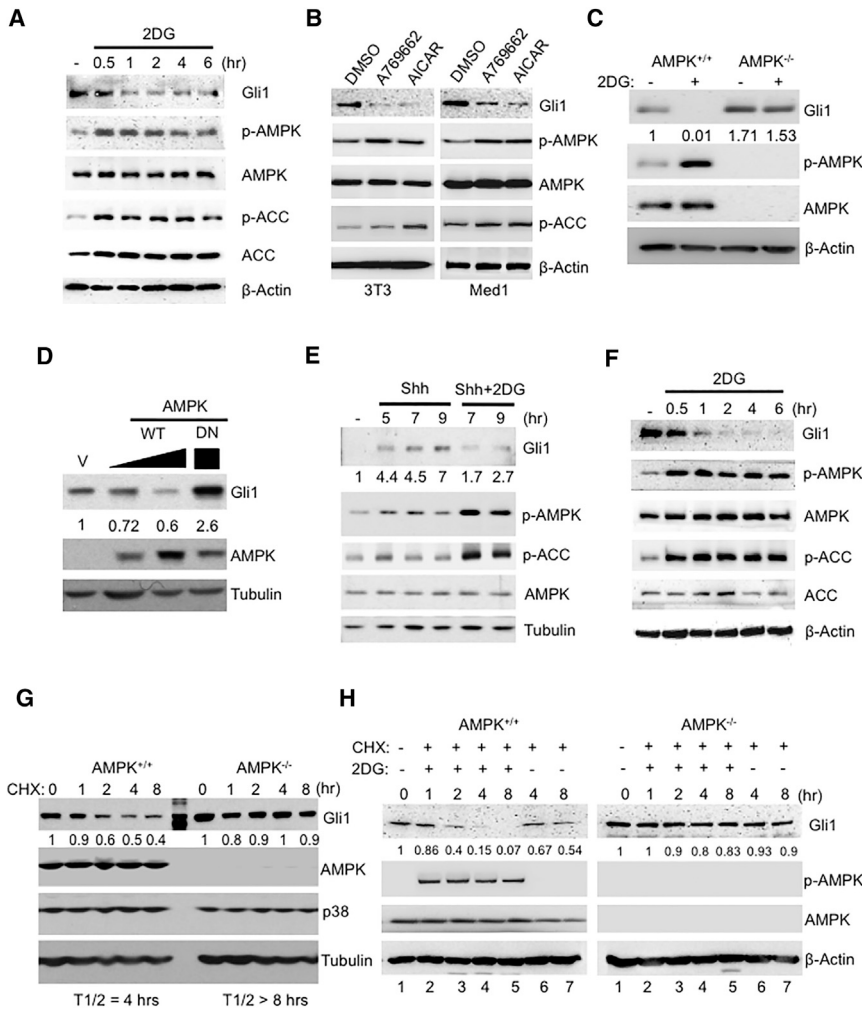 A
2DG
- 0.5 1 2 4 6 (hr)
Gli1
p-AMPK
AMPK
p-ACC
ACC
β-Actin
B
DMSO A769662 AICAR DMSO A769662 AICAR
Gli1
p-AMPK
AMPK
p-ACC
β-Actin
3T3 Med1
C
AMPK+/+ AMPK-/-
2DG: - + - +
Gli1
1 0.01 1.71 1.53
p-AMPK
AMPK
β-Actin
D
AMPK
WT DN
V
Gli1
1 0.72 0.6 2.6
AMPK
Tubulin
E
Shh Shh+2DG
- 5 7 9 7 9 (hr)
Gli1
1 4.4 4.5 7 1.7 2.7
p-AMPK
p-ACC
AMPK
Tubulin
F
2DG
- 0.5 1 2 4 6 (hr)
Gli1
p-AMPK
AMPK
p-ACC
ACC
β-Actin
G
AMPK+/+ AMPK-/-
CHX: 0 1 2 4 8 0 1 2 4 8 (hr)
Gli1
1 0.9 0.6 0.5 0.4 1 0.8 0.9 1 0.9
AMPK
p38
Tubulin
T1/2 = 4 hrs T1/2 > 8 hrs
H
AMPK+/+ AMPK-/-
CHX: - + + + + + + - + + + + + +
2DG: - + + + + - - - + + + + - -
0 1 2 4 8 4 8 0 1 2 4 8 4 8 (hr)
Gli1
1 0.86 0.4 0.15 0.07 0.67 0.54 1 1 0.9 0.8 0.83 0.93 0.9
p-AMPK
AMPK
β-Actin
1 2 3 4 5 6 7 1 2 3 4 5 6 7